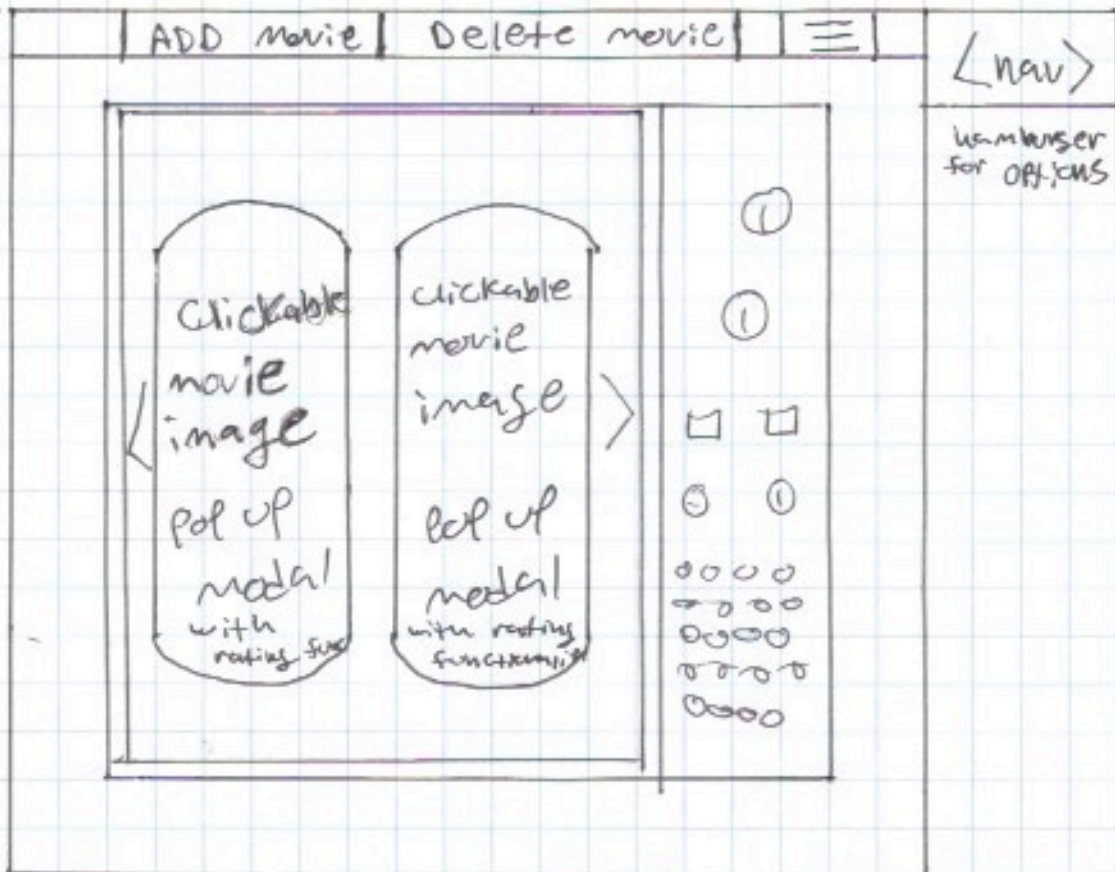 ADD movie
Delete movie
<nav>
hamburger
for options
Clickable
movie
image
pop up
modal
with
rating func
clickable
movie
image
pop up
modal
with rating